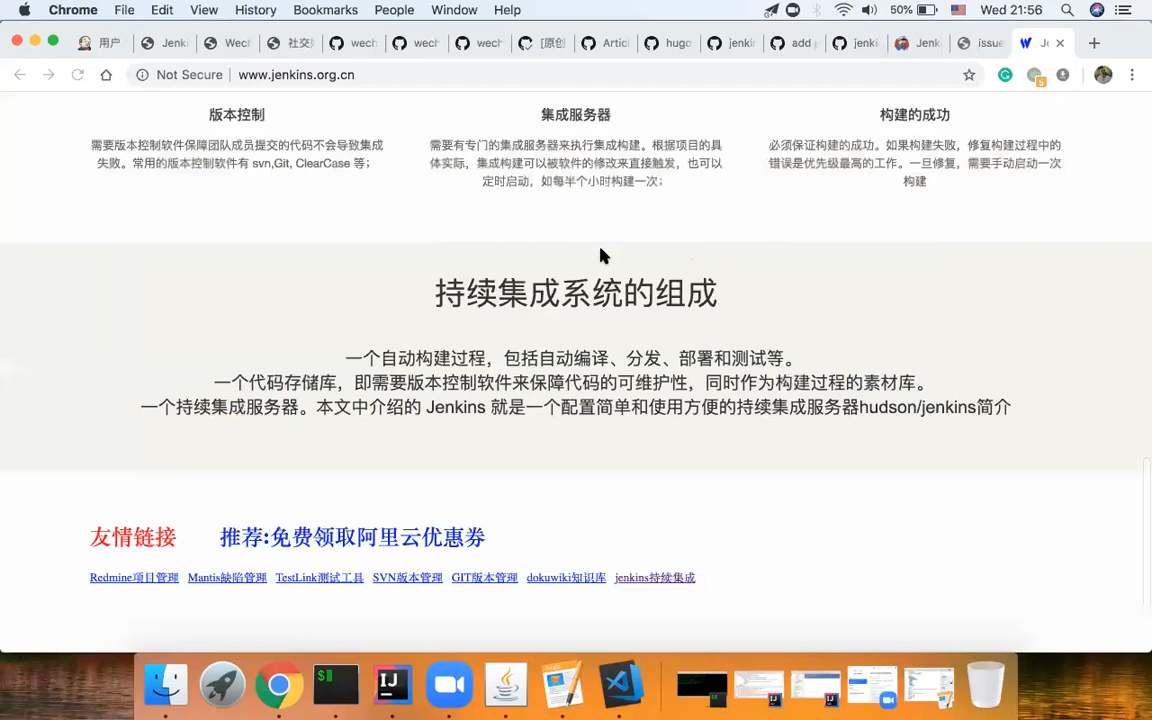 Chrome File Edit View History Bookmarks People Window Help 50% Wed 21:56
用户 Jenk Wech 社交 wech wech wech [原创 Artic hugo jenki add jenki Jenk issue Je
Not Secure www.jenkins.org.cn
版本控制
需要版本控制软件保障团队成员提交的代码不会导致集成
失败。常用的版本控制软件有 svn,Git, ClearCase 等；
集成服务器
需要有专门的集成服务器来执行集成构建。根据项目的具
体实际，集成构建可以被软件的修改来直接触发，也可以
定时启动，如每半个小时构建一次；
构建的成功
必须保证构建的成功。如果构建失败，修复构建过程中的
错误是优先级最高的工作。一旦修复，需要手动启动一次
构建
持续集成系统的组成
一个自动构建过程，包括自动编译、分发、部署和测试等。
一个代码存储库，即需要版本控制软件来保障代码的可维护性，同时作为构建过程的素材库。
一个持续集成服务器。本文中介绍的 Jenkins 就是一个配置简单和使用方便的持续集成服务器hudson/jenkins简介
友情链接 推荐:免费领取阿里云优惠券
Redmine项目管理 Mantis缺陷管理 TestLink测试工具 SVN版本管理 GIT版本管理 dokuwiki知识库 jenkins持续集成